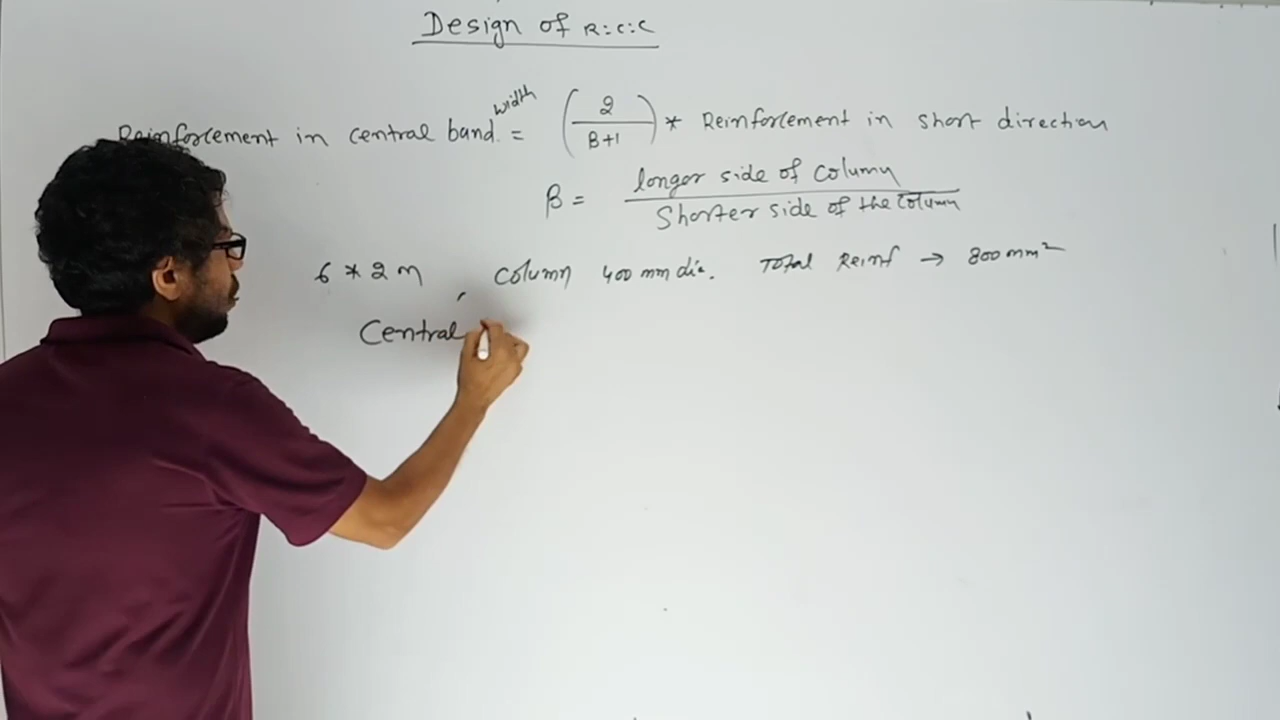 Design of R:C:C
Reinforcement in central band width = (2 / β+1) * Reinforcement in short direction
β = longer side of column / Shorter side of the column
6 * 2 m, column 400 mm dia. Total Reinf → 800 mm²
Central